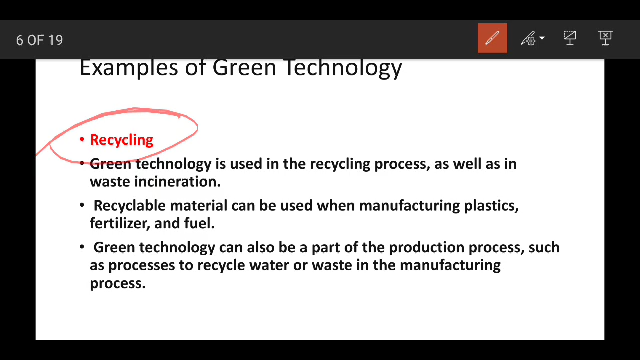 6 OF 19
Examples of Green Technology
• Recycling
• Green technology is used in the recycling process, as well as in
waste incineration.
• Recyclable material can be used when manufacturing plastics,
fertilizer, and fuel.
• Green technology can also be a part of the production process, such
as processes to recycle water or waste in the manufacturing
process.